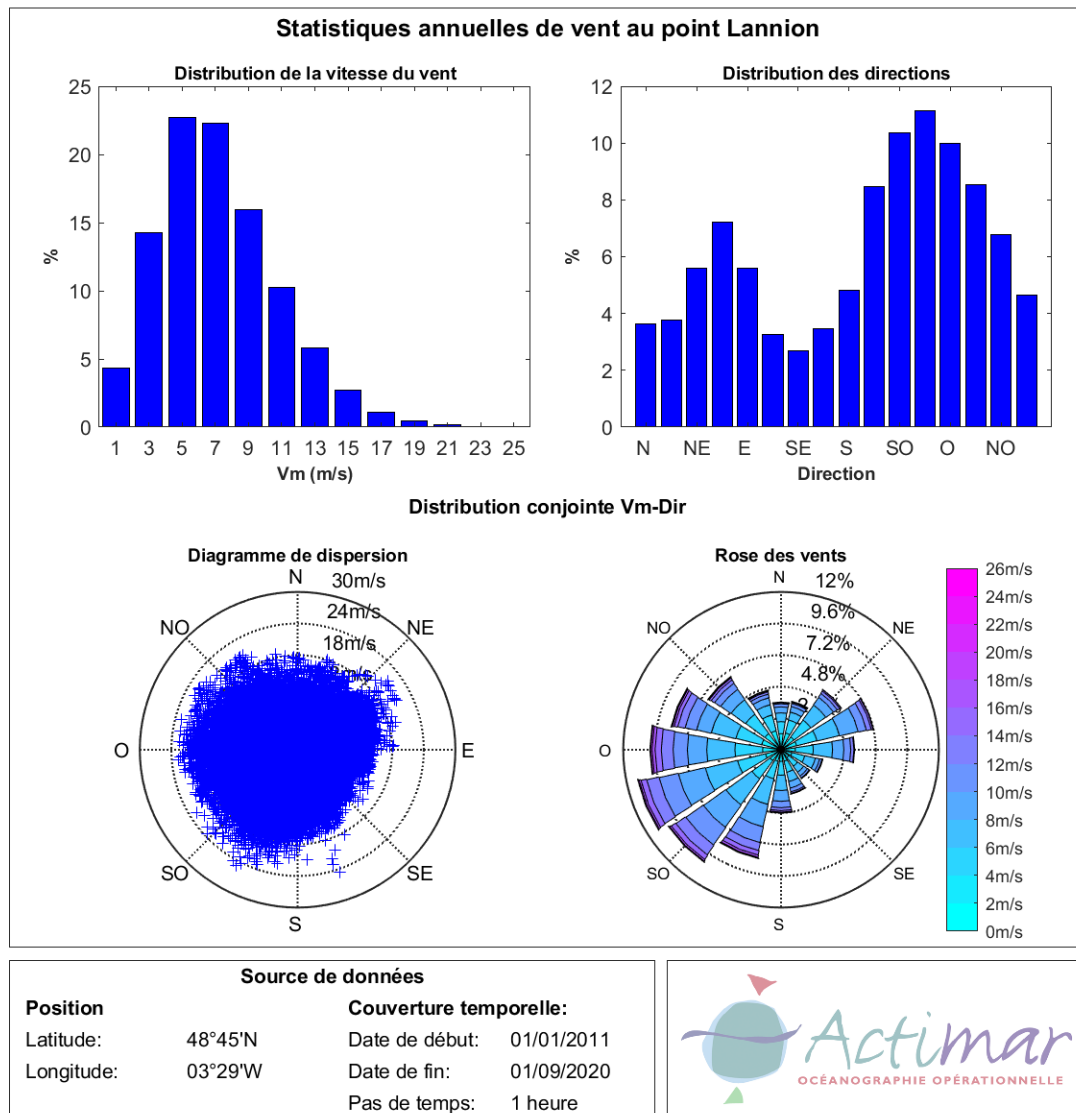 Statistiques annuelles de vent au point Lannion
Distribution de la vitesse du vent
25
20
15
10
5
0
%
1 3 5 7 9 11 13 15 17 19 21 23 25
Vm (m/s)
Distribution des directions
12
10
8
6
4
2
0
%
N NE E SE S SO O NO
Direction
Distribution conjointe Vm-Dir
Diagramme de dispersion
N
30m/s
24m/s
18m/s
NO
NE
O
E
SO
SE
S
Rose des vents
N
12%
9.6%
7.2%
4.8%
NO
NE
O
SO
SE
S
26m/s
24m/s
22m/s
20m/s
18m/s
16m/s
14m/s
12m/s
10m/s
8m/s
6m/s
4m/s
2m/s
0m/s
Source de données
Position
Latitude: 48°45'N
Longitude: 03°29'W
Couverture temporelle:
Date de début: 01/01/2011
Date de fin: 01/09/2020
Pas de temps: 1 heure
Actimar
OCÉANOGRAPHIE OPÉRATIONNELLE